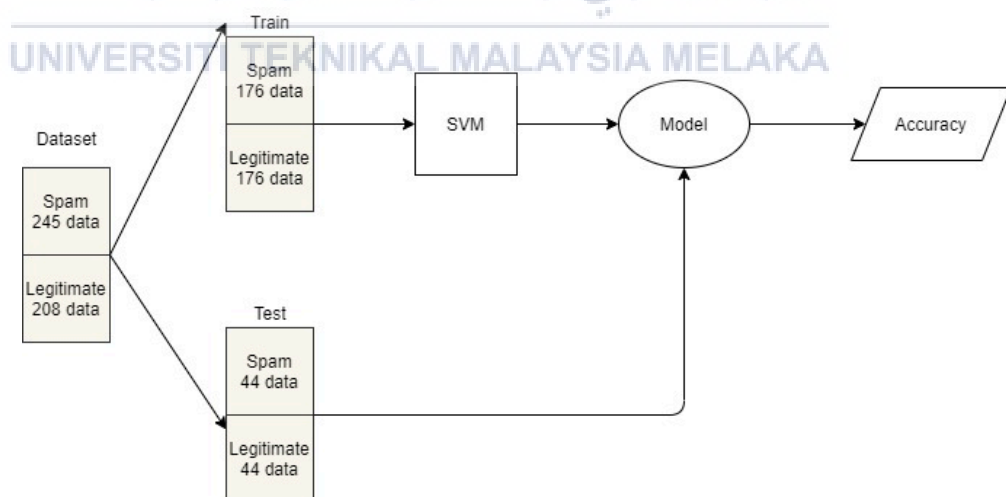 Train
UNIVERSITI TEKNIKAL MALAYSIA MELAKA
Spam
176 data
Legitimate
176 data
SVM
Model
Accuracy
Dataset
Spam
245 data
Legitimate
208 data
Test
Spam
44 data
Legitimate
44 data